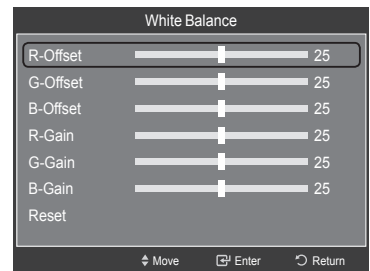 White Balance
R-Offset 25
G-Offset 25
B-Offset 25
R-Gain 25
G-Gain 25
B-Gain 25
Reset
Move Enter Return